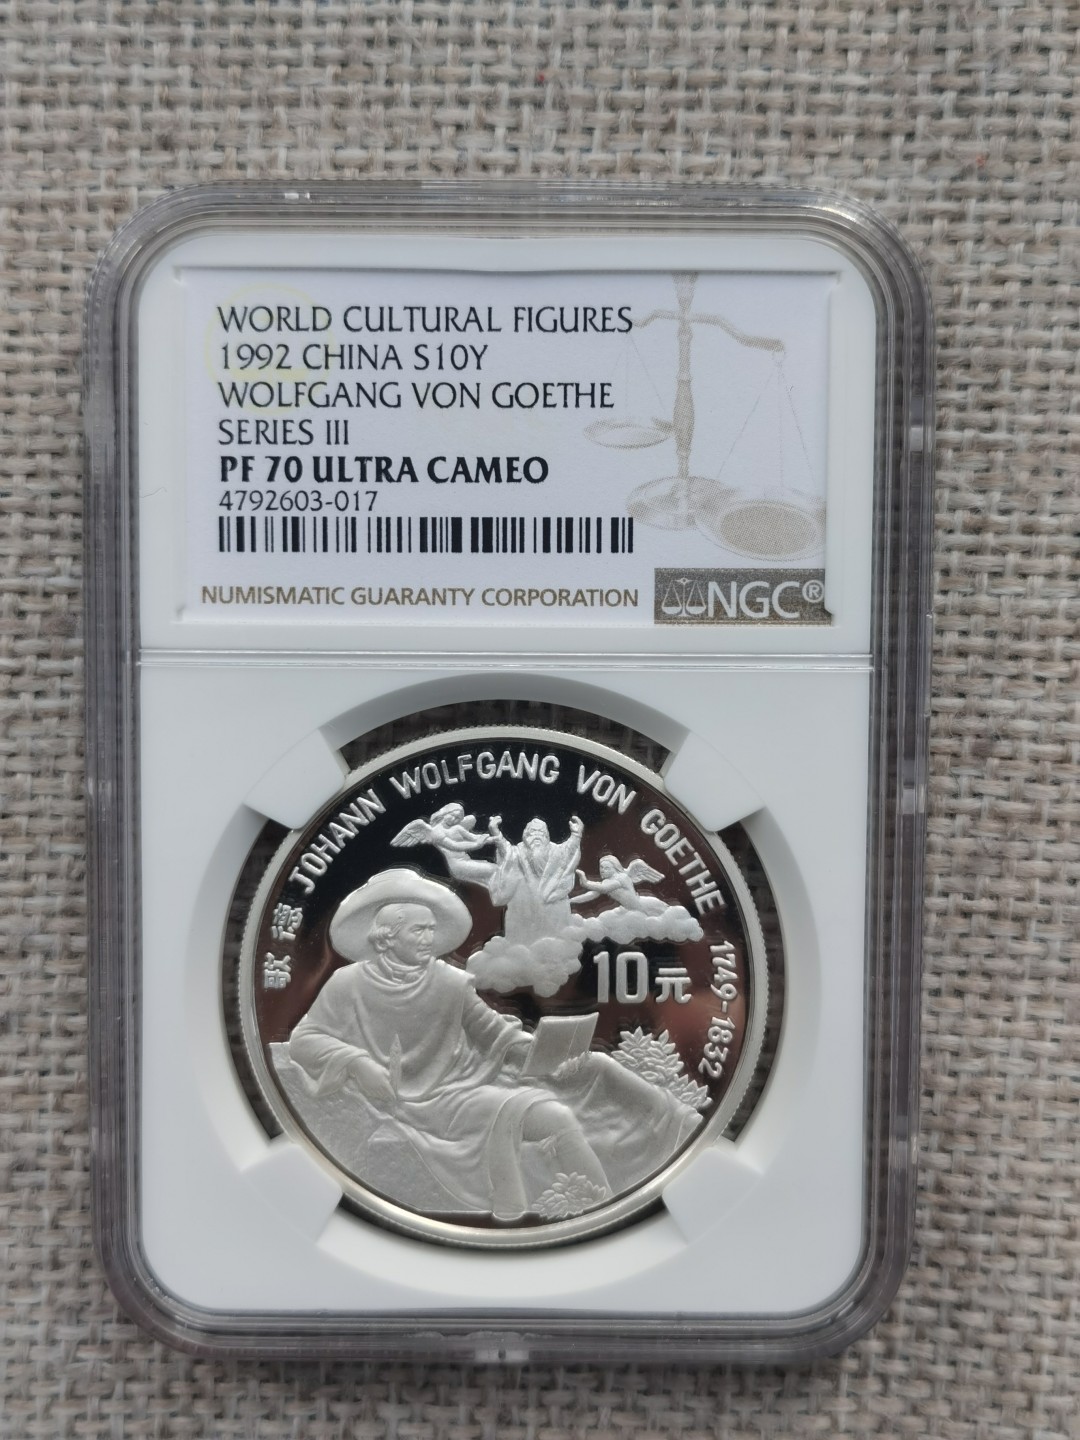 WORLD CULTURAL FIGURES
1992 CHINA S10Y
WOLFGANG VON GOETHE
SERIES III
PF 70 ULTRA CAMEO
4792603-017
NUMISMATIC GUARANTY CORPORATION
NGC®
歌德 JOHANN WOLFGANG VON GOETHE 1749-1832
10元